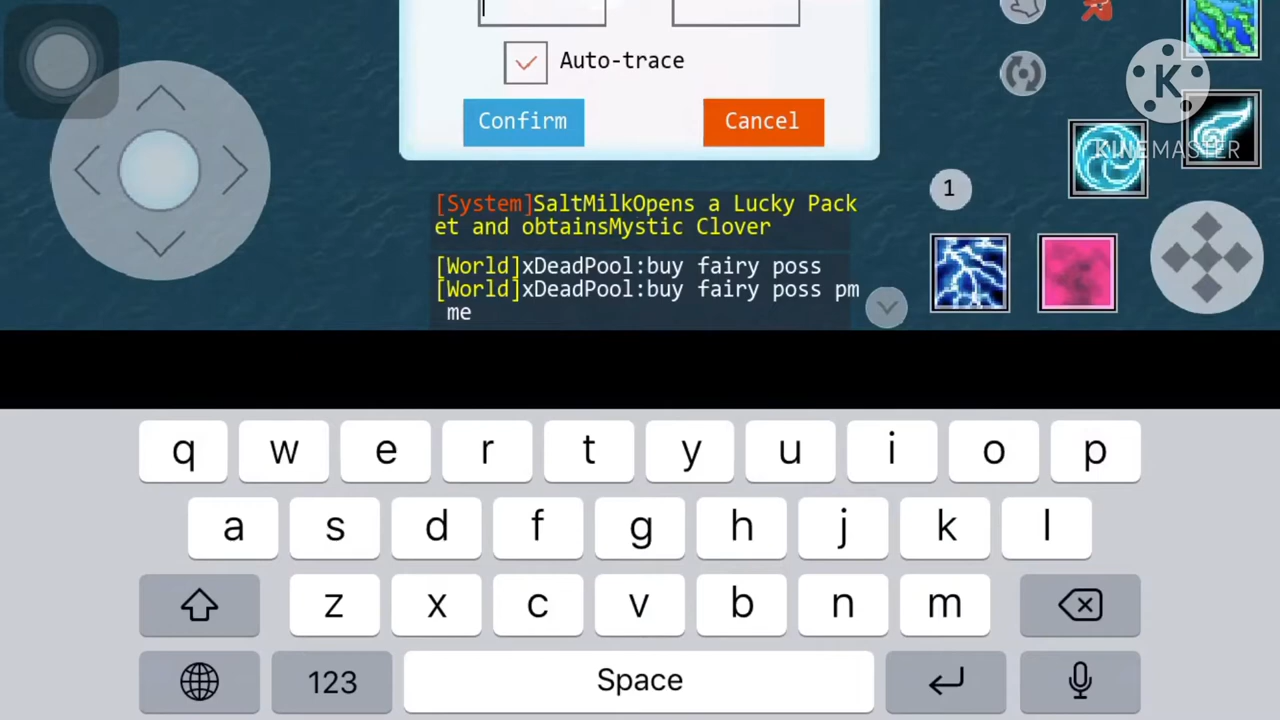 Auto-trace
Confirm
Cancel
K
KINEMASTER
1
[System]SaltMilkOpens a Lucky Pack
et and obtainsMystic Clover
[World]xDeadPool:buy fairy poss
[World]xDeadPool:buy fairy poss pm
me
q w e r t y u i o p
a s d f g h j k l
z x c v b n m
123
Space